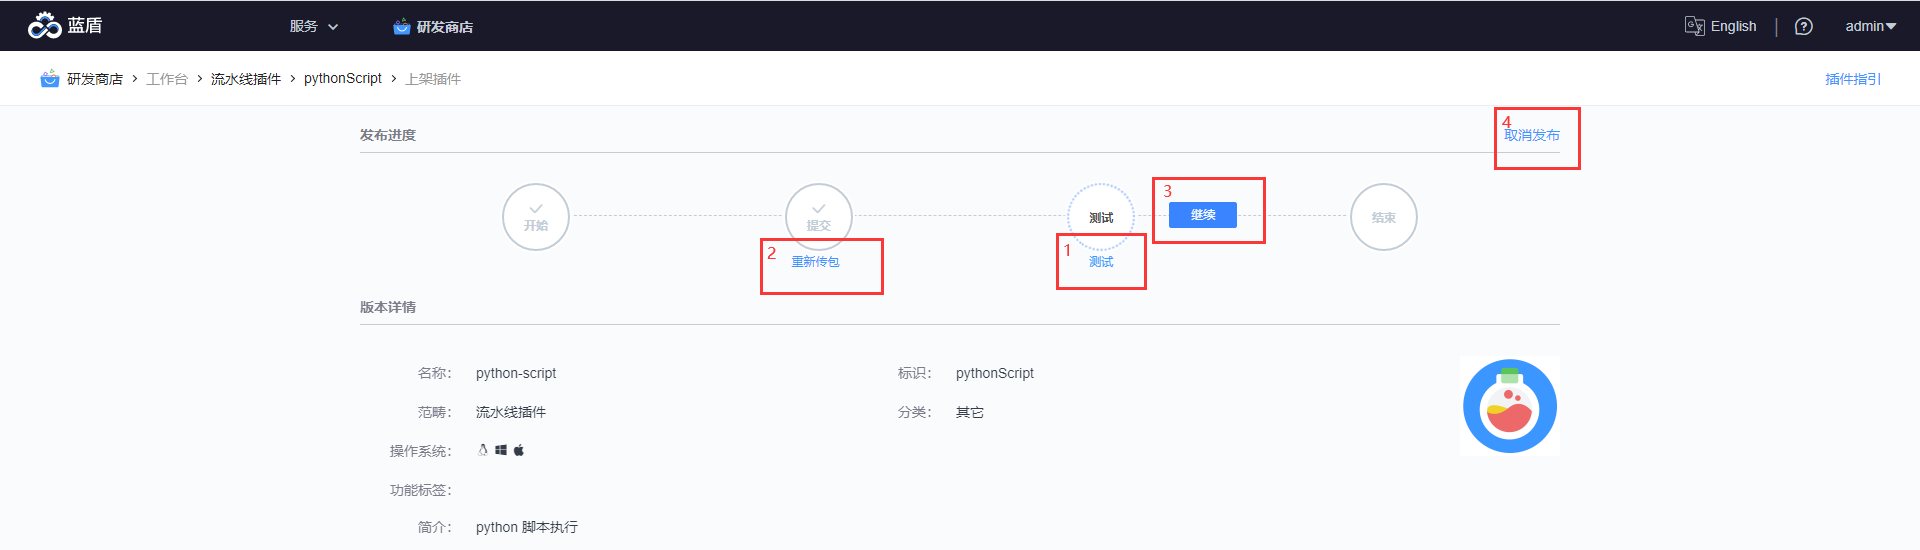 蓝盾 服务 研发商店 English admin
研发商店 > 工作台 > 流水线插件 > pythonScript > 上架插件 插件指引
4
发布进度 取消发布
3
开始 提交 测试 继续 结束
2 重新传包 1 测试
版本详情
名称： python-script 标识： pythonScript
范畴： 流水线插件 分类： 其它
操作系统：
功能标签：
简介： python 脚本执行